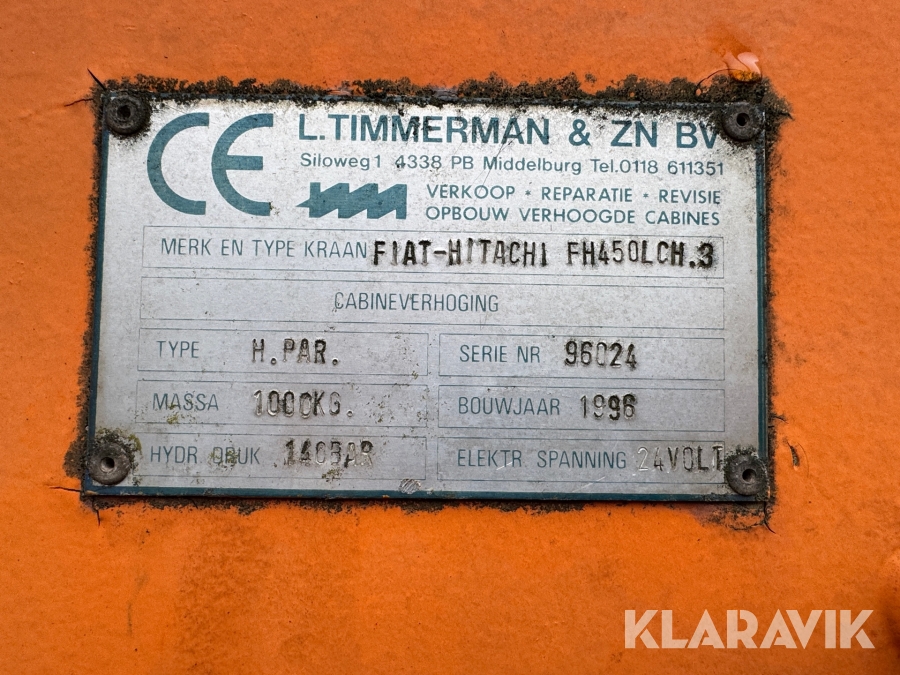 CE L.TIMMERMAN & ZN BV
Siloweg 1 4338 PB Middelburg Tel.0118 611351
VERKOOP • REPARATIE • REVISIE
OPBOUW VERHOOGDE CABINES
MERK EN TYPE KRAAN FIAT-HITACHI FH450LCH.3
CABINEVERHOGING
TYPE H.PAR. SERIE NR 96024
MASSA 1000KG. BOUWJAAR 1996
HYDR DRUK 140BAR ELEKTR SPANNING 24VOLT
KLARAVIK